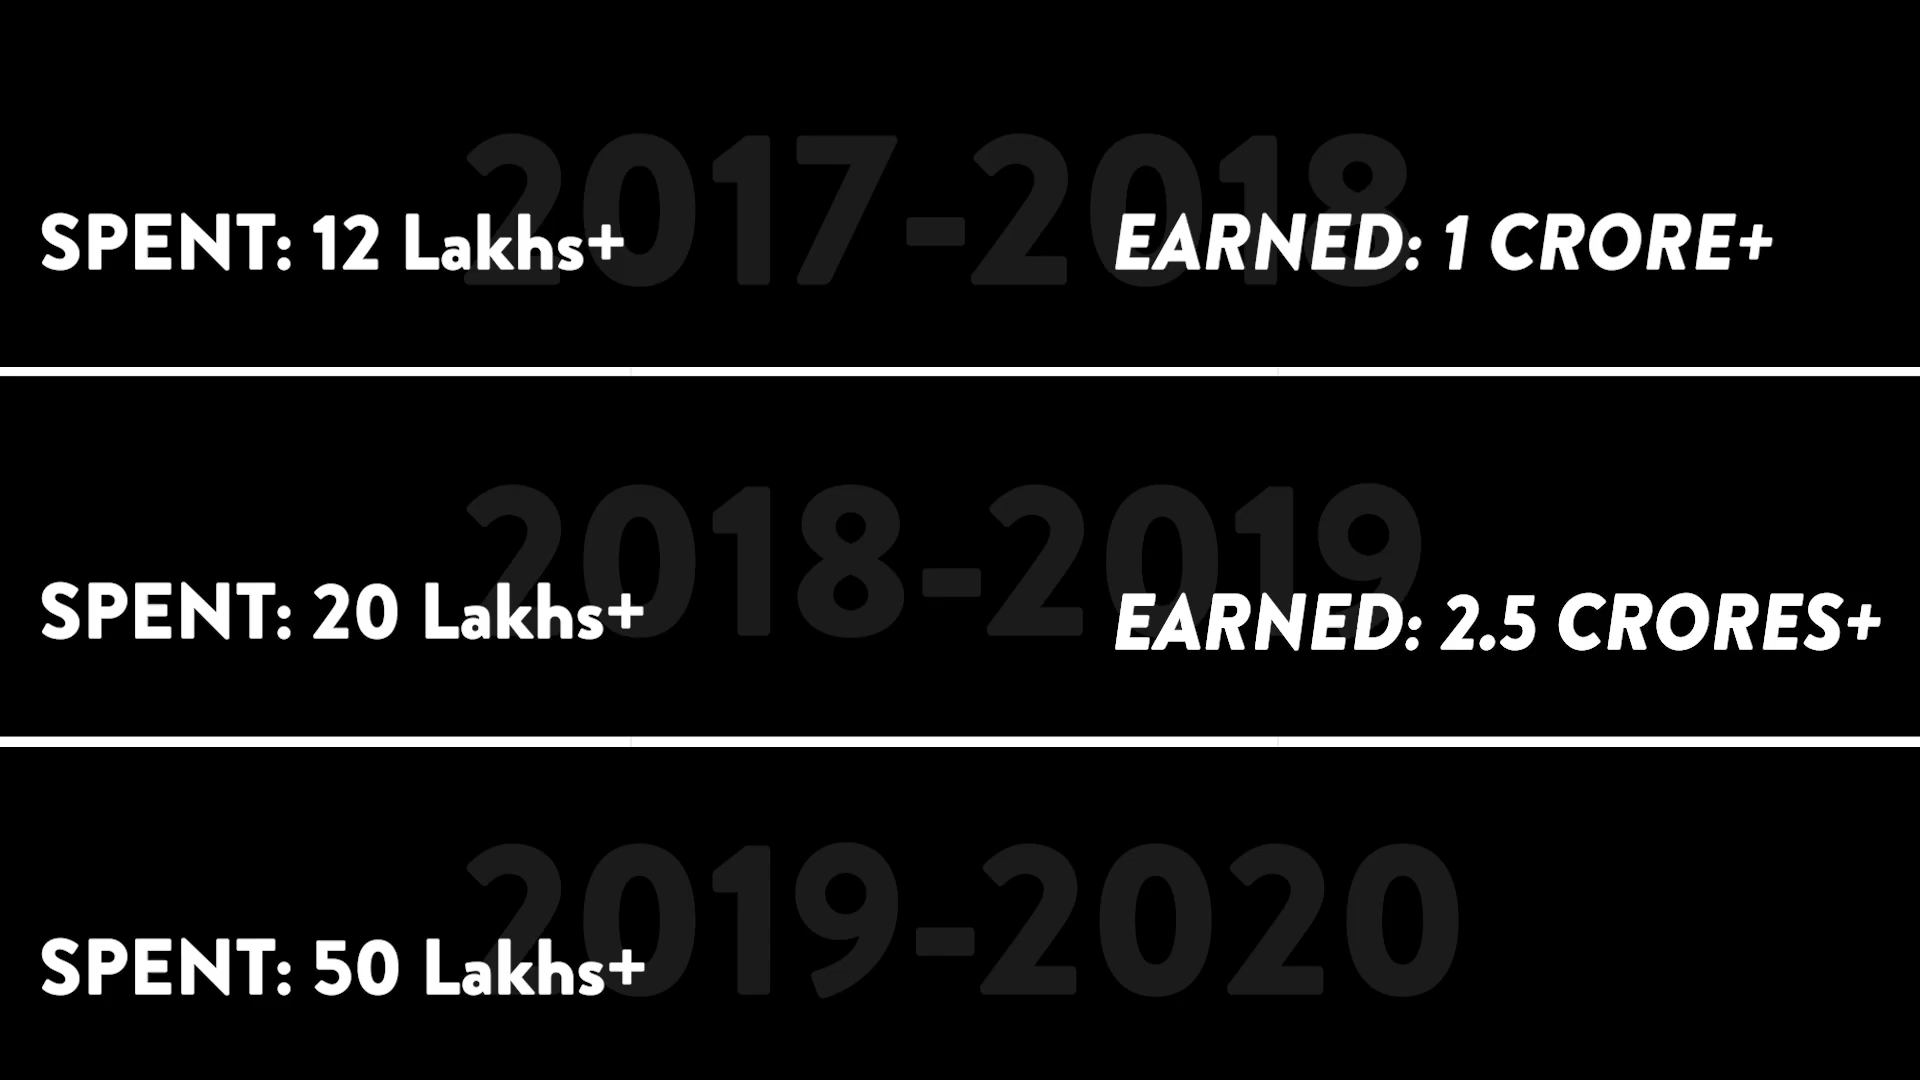 2017-2018
SPENT: 12 Lakhs+
EARNED: 1 CRORE+
2018-2019
SPENT: 20 Lakhs+
EARNED: 2.5 CRORES+
2019-2020
SPENT: 50 Lakhs+